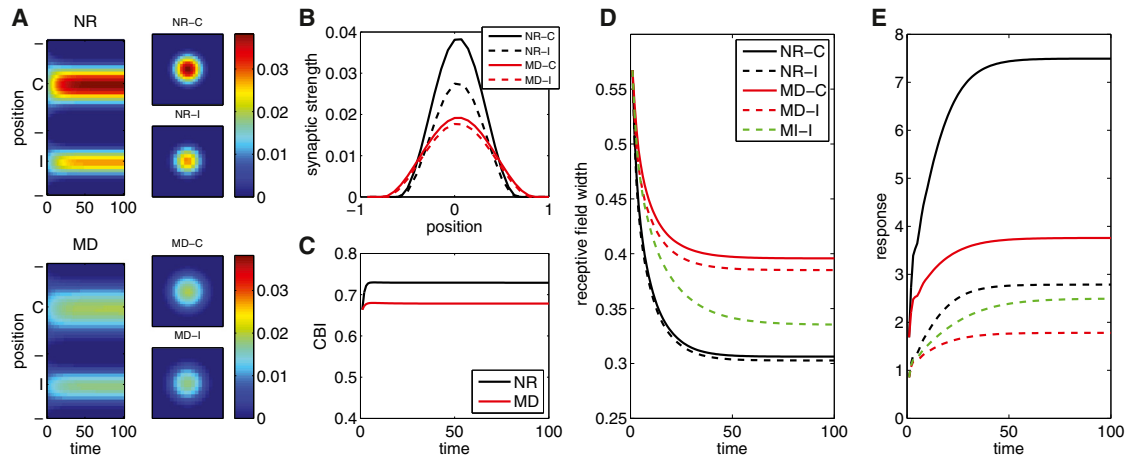 A
NR
position
–
C
–
I
–
0 50 100
time
NR–C
NR–I
0.03
0.02
0.01
0
MD
position
–
C
–
I
–
0 50 100
time
MD–C
MD–I
0.03
0.02
0.01
0
B
synaptic strength
0.04
0.03
0.02
0.01
0
−1 0 1
position
NR–C
NR–I
MD–C
MD–I
C
CBI
0.8
0.7
0.6
0.5
0.4
0 50 100
time
NR
MD
D
receptive field width
0.55
0.5
0.45
0.4
0.35
0.3
0.25
0 50 100
time
NR−C
NR−I
MD−C
MD−I
MI−I
E
response
8
7
6
5
4
3
2
1
0
0 50 100
time